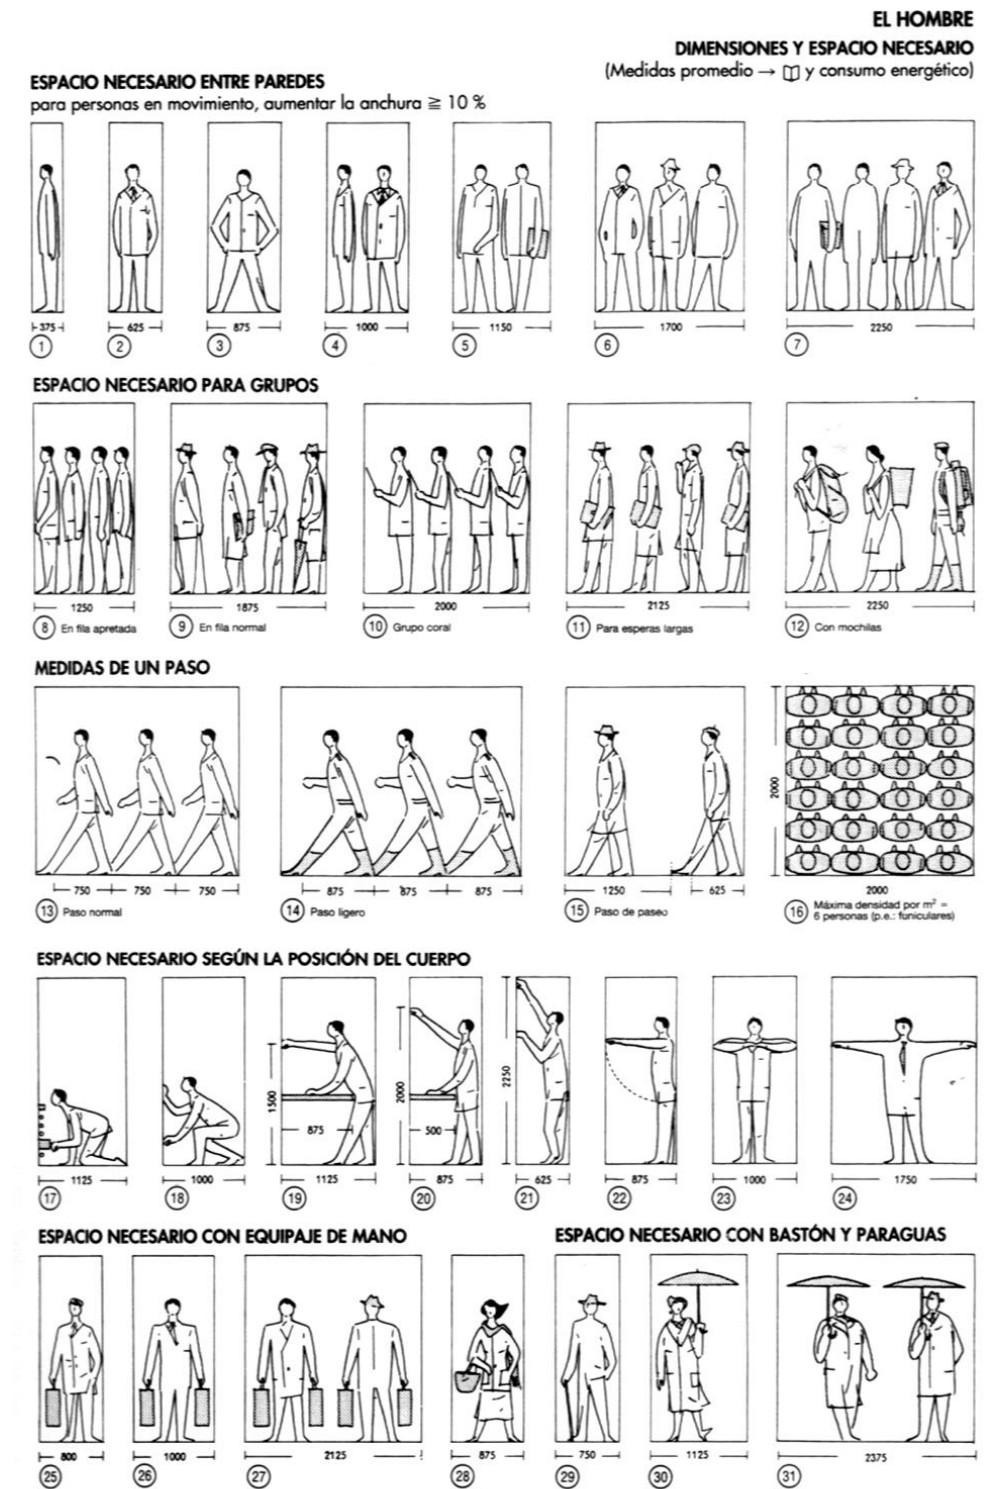 EL HOMBRE
DIMENSIONES Y ESPACIO NECESARIO
(Medidas promedio → y consumo energético)
ESPACIO NECESARIO ENTRE PAREDES
para personas en movimiento, aumentar la anchura ≧ 10 %
375 625 875 1000 1150 1700 2250
1 2 3 4 5 6 7
ESPACIO NECESARIO PARA GRUPOS
1250 1875 2000 2125 2250
8 En fila apretada 9 En fila normal 10 Grupo coral 11 Para esperas largas 12 Con mochilas
MEDIDAS DE UN PASO
2000
750 750 750 875 875 875 1250 625 2000
13 Paso normal 14 Paso ligero 15 Paso de paseo 16 Máxima densidad por m² =
6 personas (p.e.: funiculares)
ESPACIO NECESARIO SEGÚN LA POSICIÓN DEL CUERPO
1500 2000 2250
875 500
1125 1000 1125 875 625 875 1000 1750
17 18 19 20 21 22 23 24
ESPACIO NECESARIO CON EQUIPAJE DE MANO ESPACIO NECESARIO CON BASTÓN Y PARAGUAS
800 1000 2125 875 750 1125 2375
25 26 27 28 29 30 31